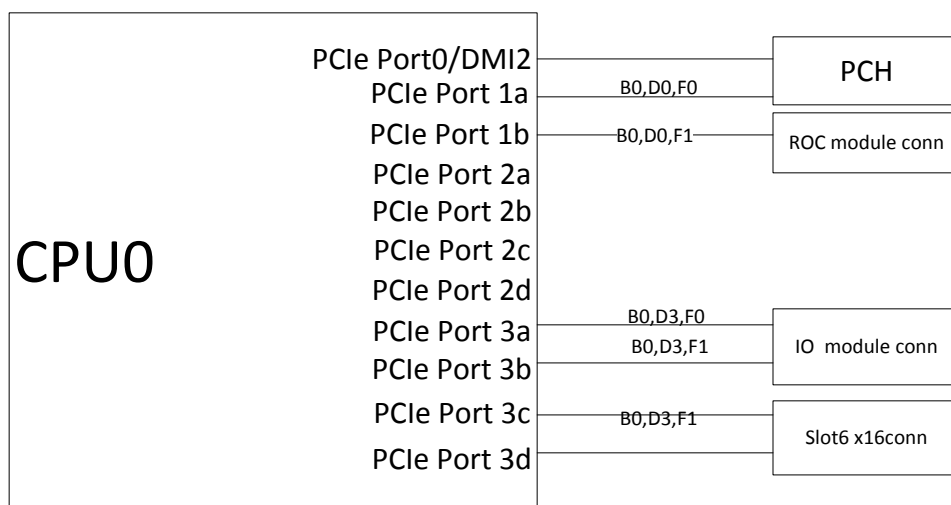 PCIe Port0/DMI2
PCH
PCIe Port 1a
B0,D0,F0
PCIe Port 1b
B0,D0,F1
ROC module conn
PCIe Port 2a
PCIe Port 2b
CPU0
PCIe Port 2c
PCIe Port 2d
PCIe Port 3a
B0,D3,F0
IO module conn
B0,D3,F1
PCIe Port 3b
PCIe Port 3c
B0,D3,F1
Slot6 x16conn
PCIe Port 3d